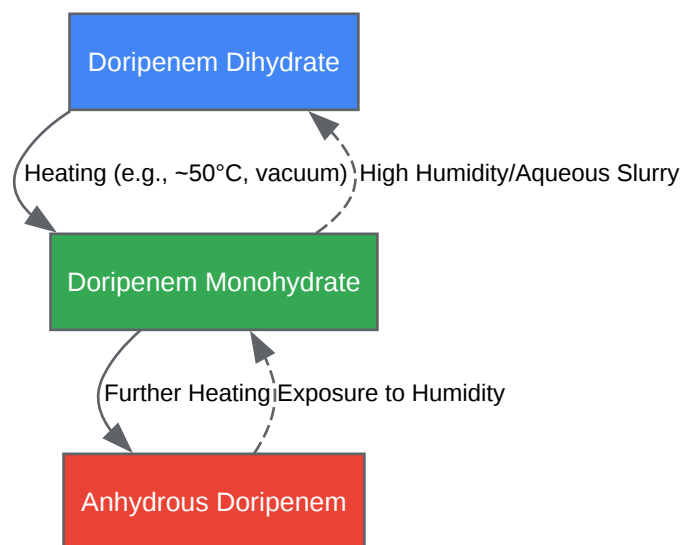 Doripenem Dihydrate
Heating (e.g., ~50°C, vacuum)
High Humidity/Aqueous Slurry
Doripenem Monohydrate
Further Heating
Exposure to Humidity
Anhydrous Doripenem